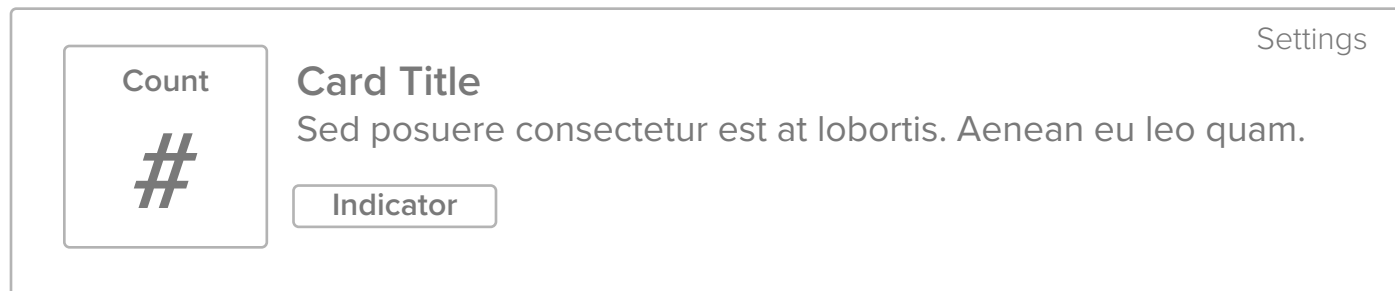 Settings
Count
#
Card Title
Sed posuere consectetur est at lobortis. Aenean eu leo quam.
Indicator